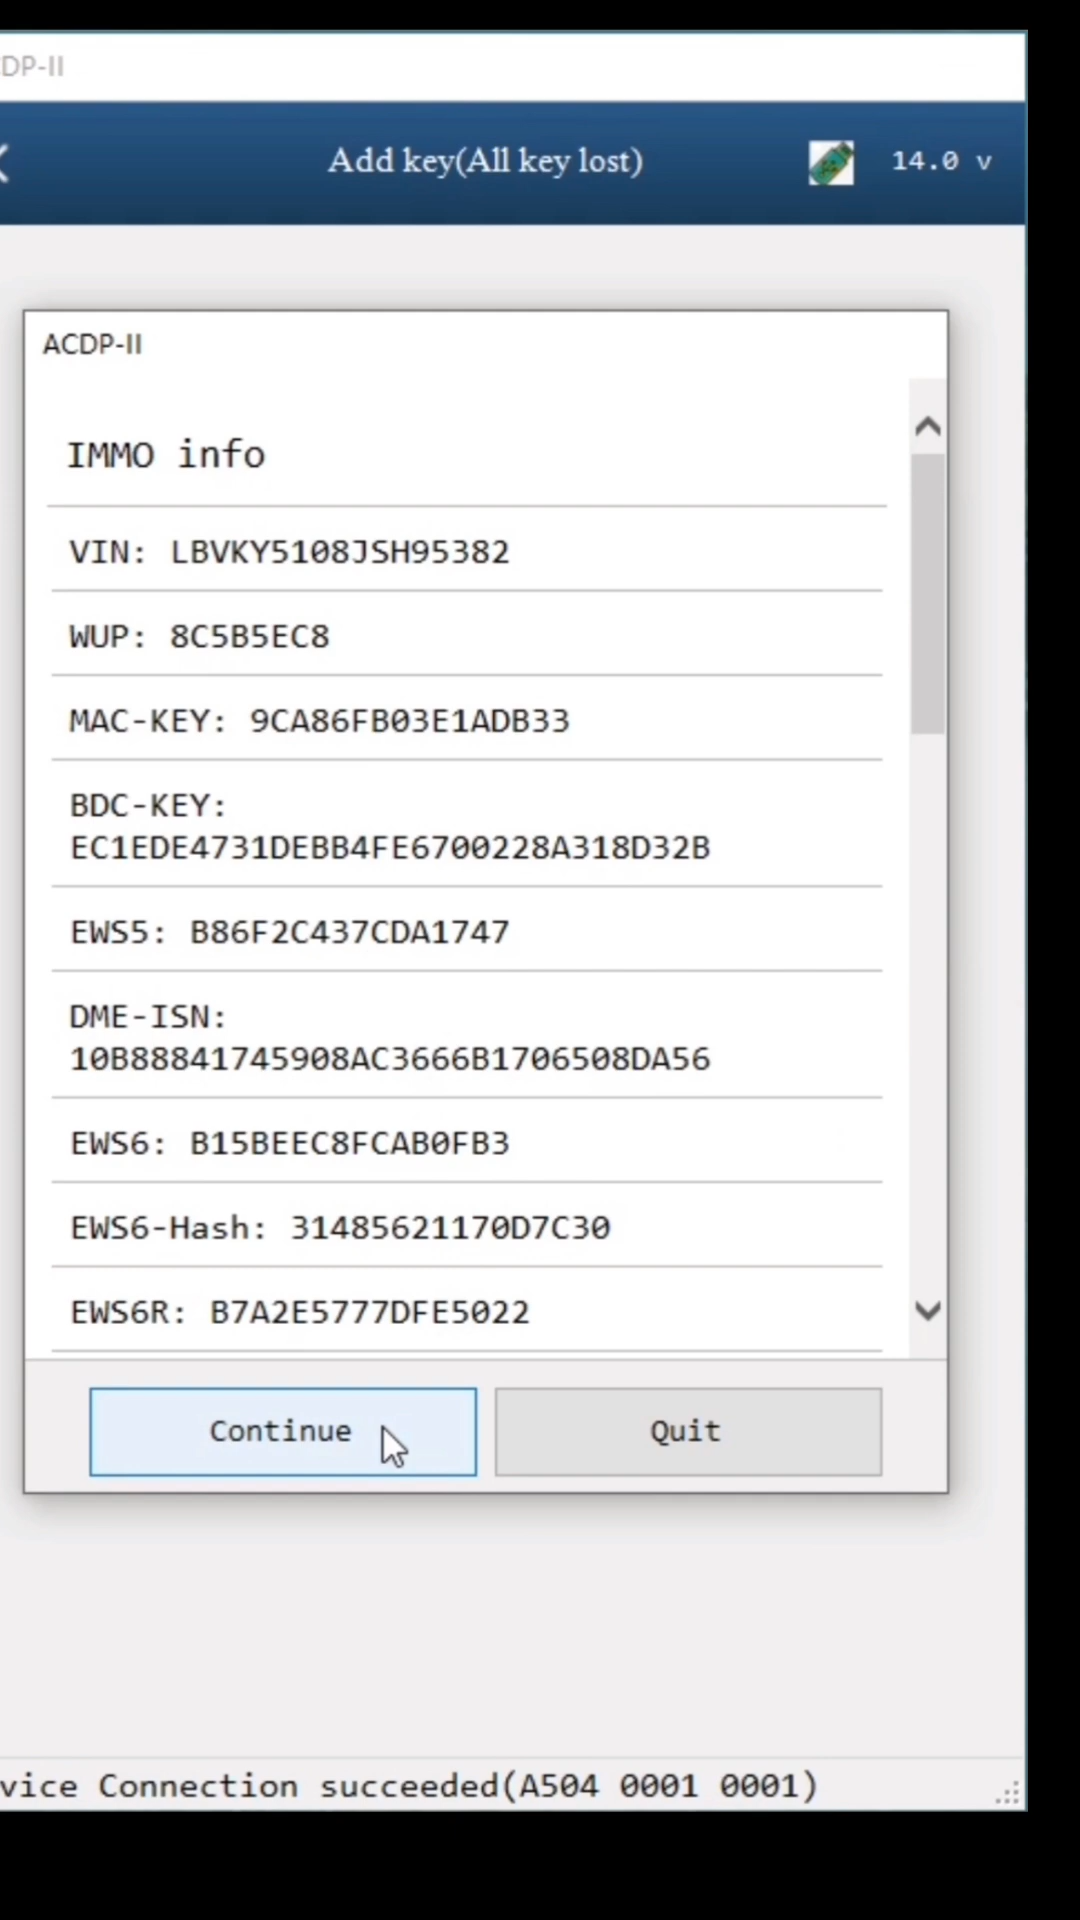 DP-II
Add key(All key lost)
14.0 v
ACDP-II
IMMO info
VIN: LBVKY5108JSH95382
WUP: 8C5B5EC8
MAC-KEY: 9CA86FB03E1ADB33
BDC-KEY:
EC1EDE4731DEBB4FE6700228A318D32B
EWS5: B86F2C437CDA1747
DME-ISN:
10B88841745908AC3666B1706508DA56
EWS6: B15BEEC8FCAB0FB3
EWS6-Hash: 31485621170D7C30
EWS6R: B7A2E5777DFE5022
Continue
Quit
vice Connection succeeded(A504 0001 0001)